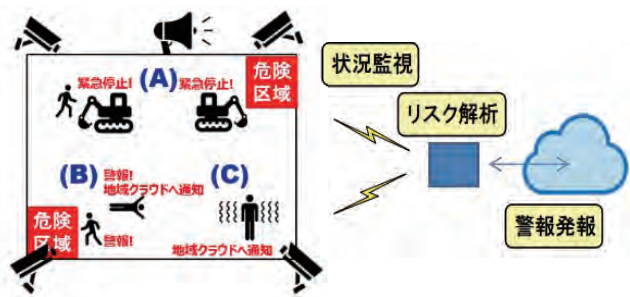 緊急停止!
(A)
緊急停止!
危険
区域
(B)
警報!
地域クラウドへ通知
(C)
危険
区域
警報!
地域クラウドへ通知
状況監視
リスク解析
警報発報